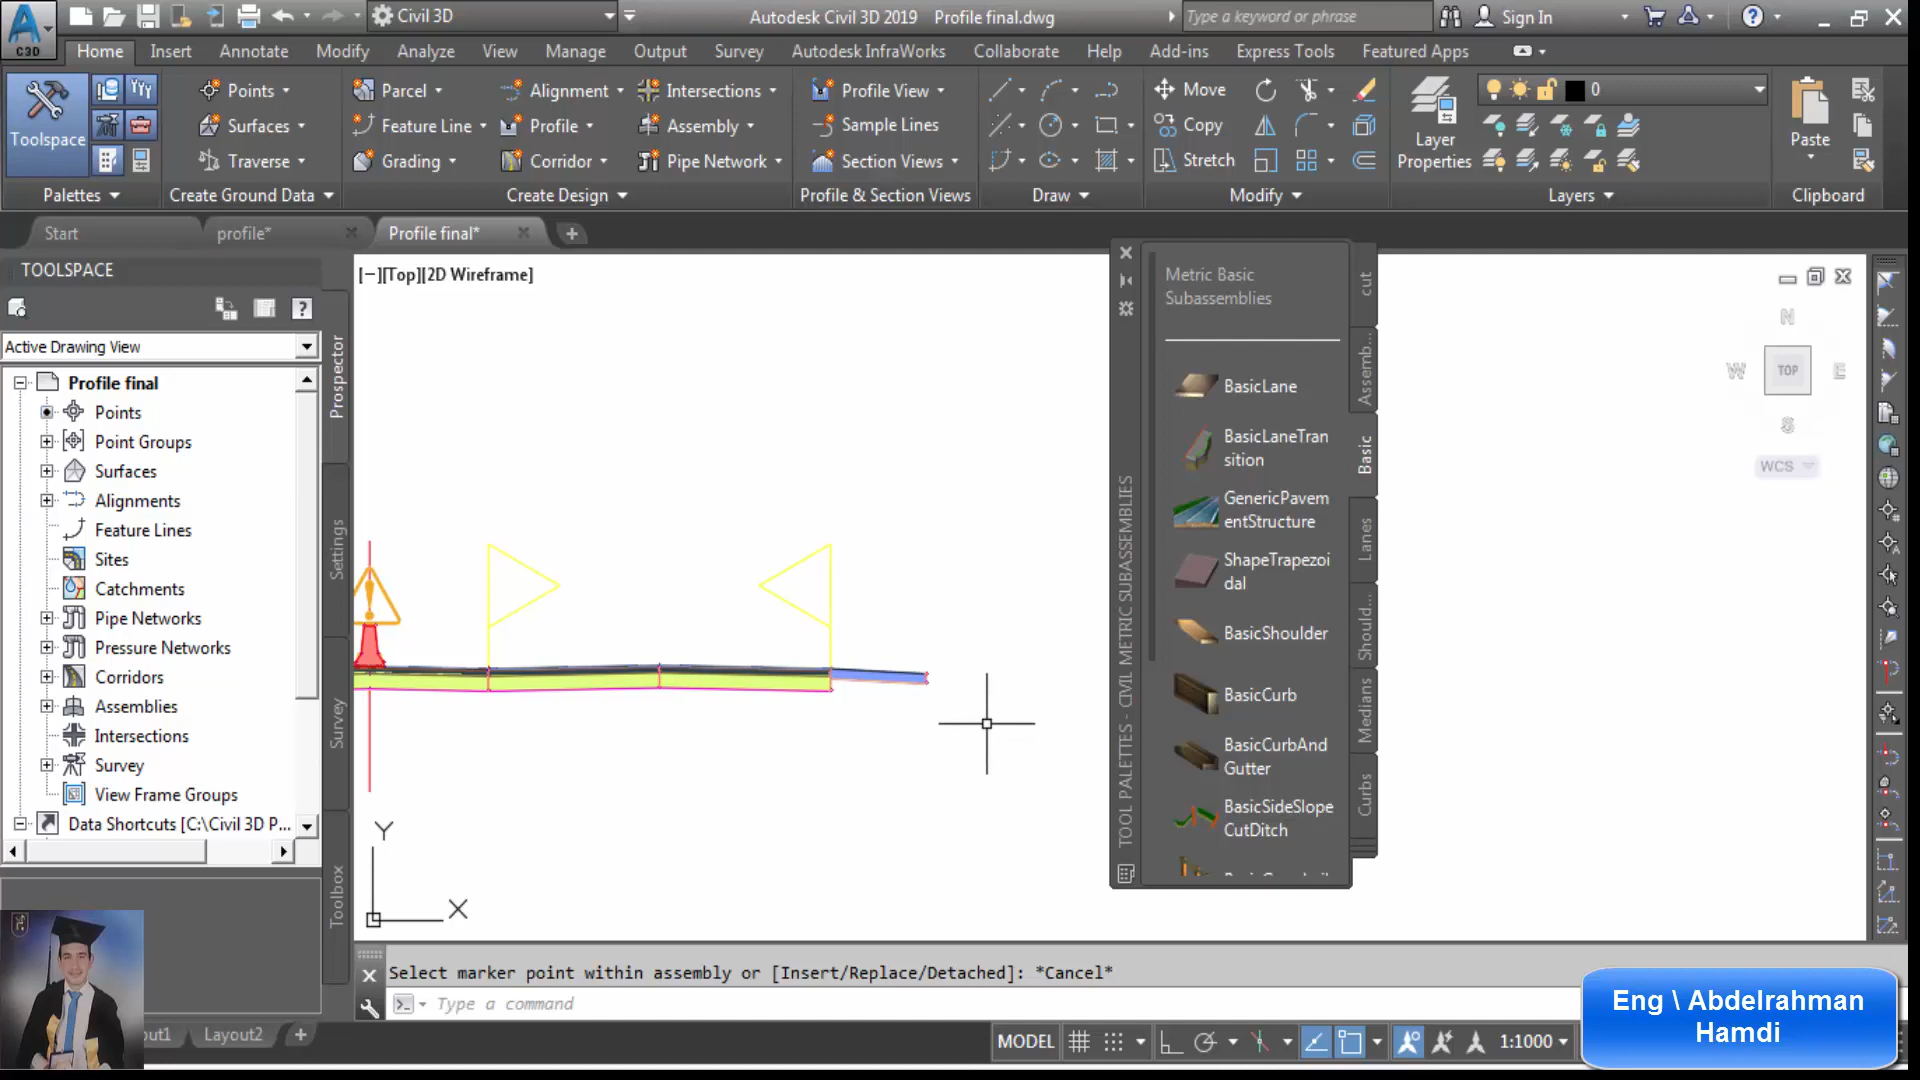 C3D
Civil 3D
Autodesk Civil 3D 2019 Profile final.dwg
Type a keyword or phrase
Sign In
Home Insert Annotate Modify Analyze View Manage Output Survey Autodesk InfraWorks Collaborate Help Add-ins Express Tools Featured Apps
Toolspace
Palettes
Points
Surfaces
Traverse
Create Ground Data
Parcel Alignment Intersections
Feature Line Profile Assembly
Grading Corridor Pipe Network
Create Design
Profile View
Sample Lines
Section Views
Profile & Section Views
Draw
Move
Copy
Stretch
Modify
Layer
Properties
0
Layers
Paste
Clipboard
Start
profile*
Profile final*
TOOLSPACE
Active Drawing View
Profile final
Points
Point Groups
Surfaces
Alignments
Feature Lines
Sites
Catchments
Pipe Networks
Pressure Networks
Corridors
Assemblies
Intersections
Survey
View Frame Groups
Data Shortcuts [C:\Civil 3D P...
Prospector
Settings
Survey
Toolbox
[−][Top][2D Wireframe]
Y
X
TOOL PALETTES - CIVIL METRIC SUBASSEMBLIES
Metric Basic
Subassemblies
BasicLane
BasicLaneTran
sition
GenericPavem
entStructure
ShapeTrapezoi
dal
BasicShoulder
BasicCurb
BasicCurbAnd
Gutter
BasicSideSlope
CutDitch
cut
Assemb...
Basic
Lanes
Should...
Medians
Curbs
N
W TOP E
S
WCS
Select marker point within assembly or [Insert/Replace/Detached]: *Cancel*
Type a command
out1
Layout2
MODEL
1:1000
Eng \ Abdelrahman
Hamdi